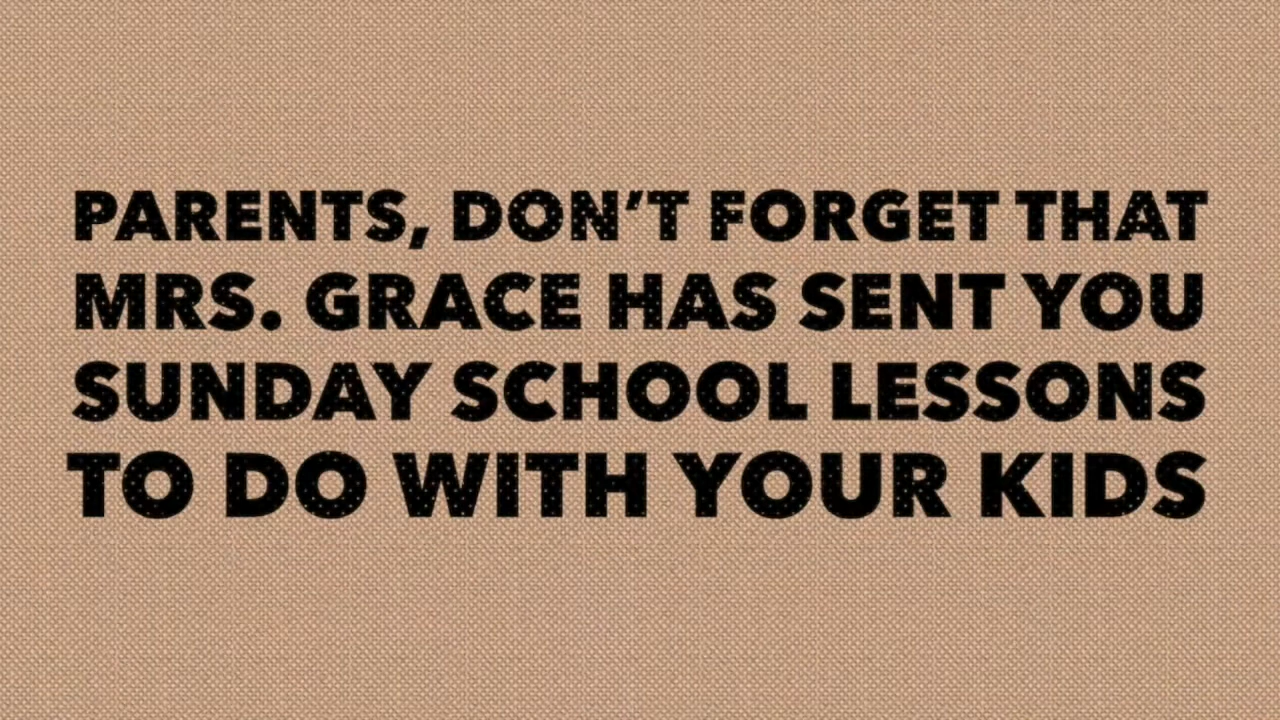 PARENTS, DON’T FORGET THAT
MRS. GRACE HAS SENT YOU
SUNDAY SCHOOL LESSONS
TO DO WITH YOUR KIDS